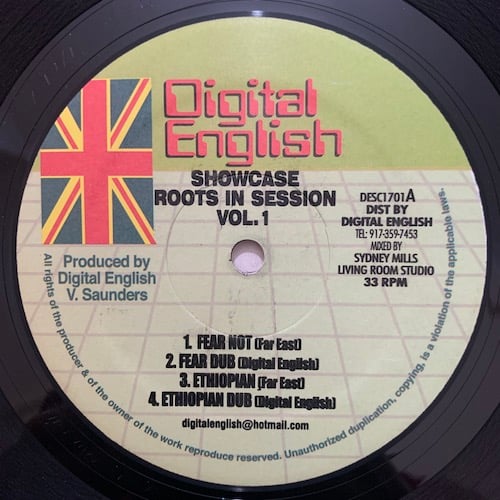 Digital
English
SHOWCASE
ROOTS IN SESSION
VOL.1
DESC1701A
DIST BY
DIGITAL ENGLISH
TEL: 917-359-7453
MIXED BY
SYDNEY MILLS
LIVING ROOM STUDIO
33 RPM
Produced by
Digital English
V. Saunders
1. FEAR NOT (Far East)
2. FEAR DUB (Digital English)
3. ETHIOPIAN (Far East)
4. ETHIOPIAN DUB (Digital English)
digitalenglish@hotmail.com
All rights of the producer & of the owner of the work reproduce reserved. Unauthorized duplication, copying, is a violation of the applicable laws.